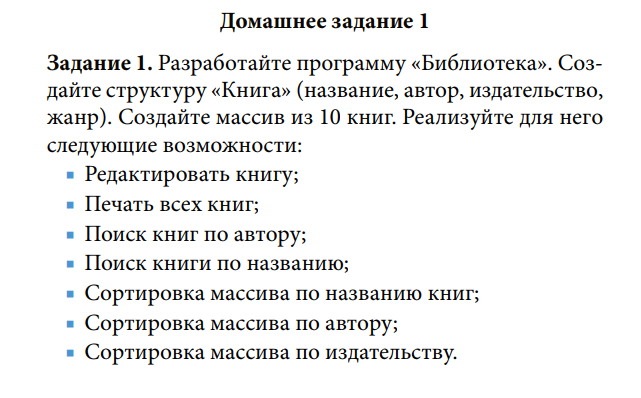 Домашнее задание 1
Задание 1. Разработайте программу «Библиотека». Соз-
дайте структуру «Книга» (название, автор, издательство,
жанр). Создайте массив из 10 книг. Реализуйте для него
следующие возможности:
Редактировать книгу;
Печать всех книг;
Поиск книг по автору;
Поиск книги по названию;
Сортировка массива по названию книг;
Сортировка массива по автору;
Сортировка массива по издательству.